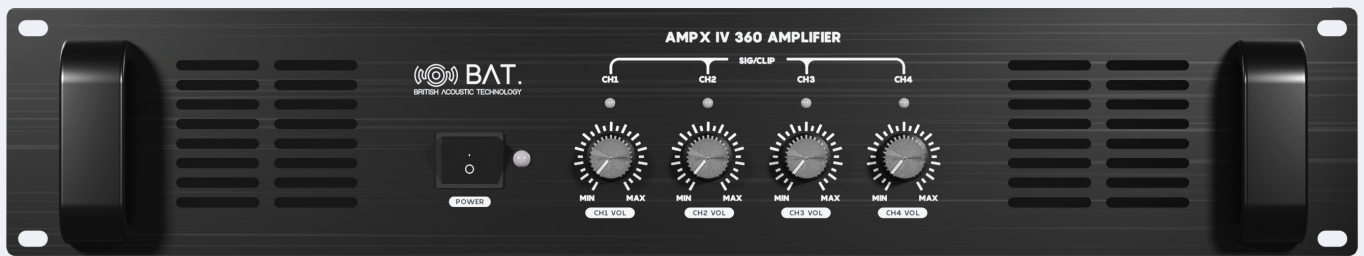 AMPX IV 360 AMPLIFIER
SIG/CLIP
CH1 CH2 CH3 CH4
BAT.
BRITISH ACOUSTIC TECHNOLOGY
MIN MAX MIN MAX MIN MAX MIN MAX
POWER
CH1 VOL CH2 VOL CH3 VOL CH4 VOL